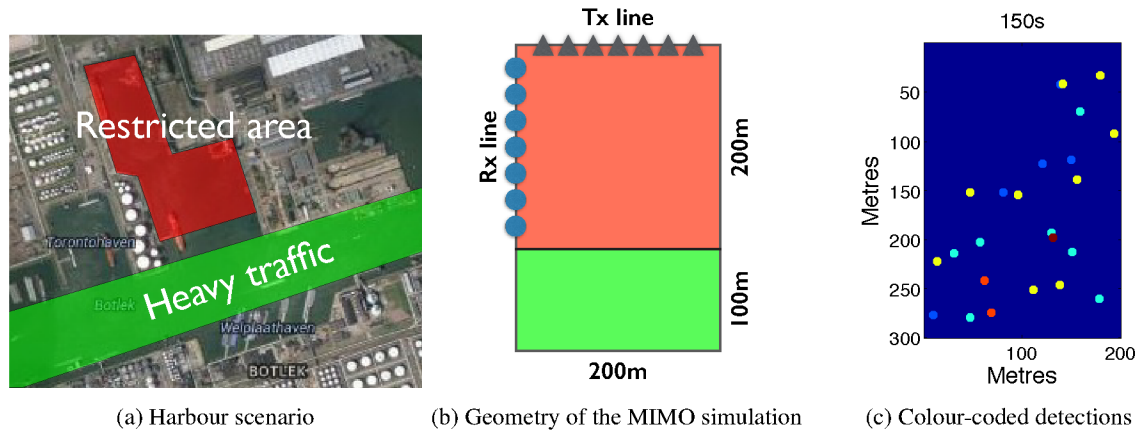 Restricted area
Torontohaven
Botlek
Heavy traffic
Welplaathaven
BOTLEK
(a) Harbour scenario
Tx line
Rx line
200m
100m
200m
(b) Geometry of the MIMO simulation
150s
50
100
150
200
250
300
Metres
100
200
Metres
(c) Colour-coded detections